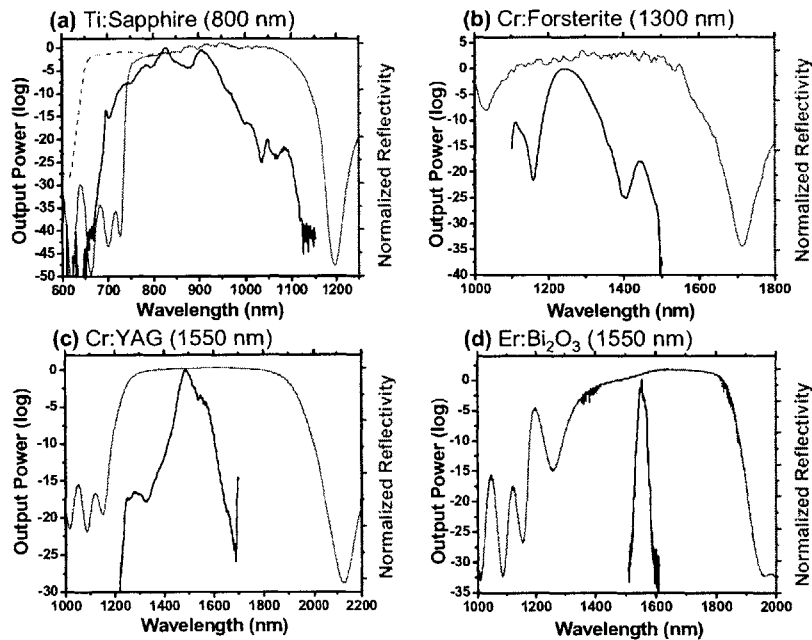 (a) Ti:Sapphire (800 nm)
Output Power (log)
0
-5
-10
-15
-20
-25
-30
-35
-40
-45
-50
600 700 800 900 1000 1100 1200
Wavelength (nm)
Normalized Reflectivity
(b) Cr:Forsterite (1300 nm)
Output Power (log)
5
0
-5
-10
-15
-20
-25
-30
-35
-40
1000 1200 1400 1600 1800
Wavelength (nm)
Normalized Reflectivity
(c) Cr:YAG (1550 nm)
Output Power (log)
0
-5
-10
-15
-20
-25
-30
1000 1200 1400 1600 1800 2000 2200
Wavelength (nm)
Normalized Reflectivity
(d) Er:Bi₂O₃ (1550 nm)
Output Power (log)
0
-5
-10
-15
-20
-25
-30
-35
1000 1200 1400 1600 1800 2000
Wavelength (nm)
Normalized Reflectivity